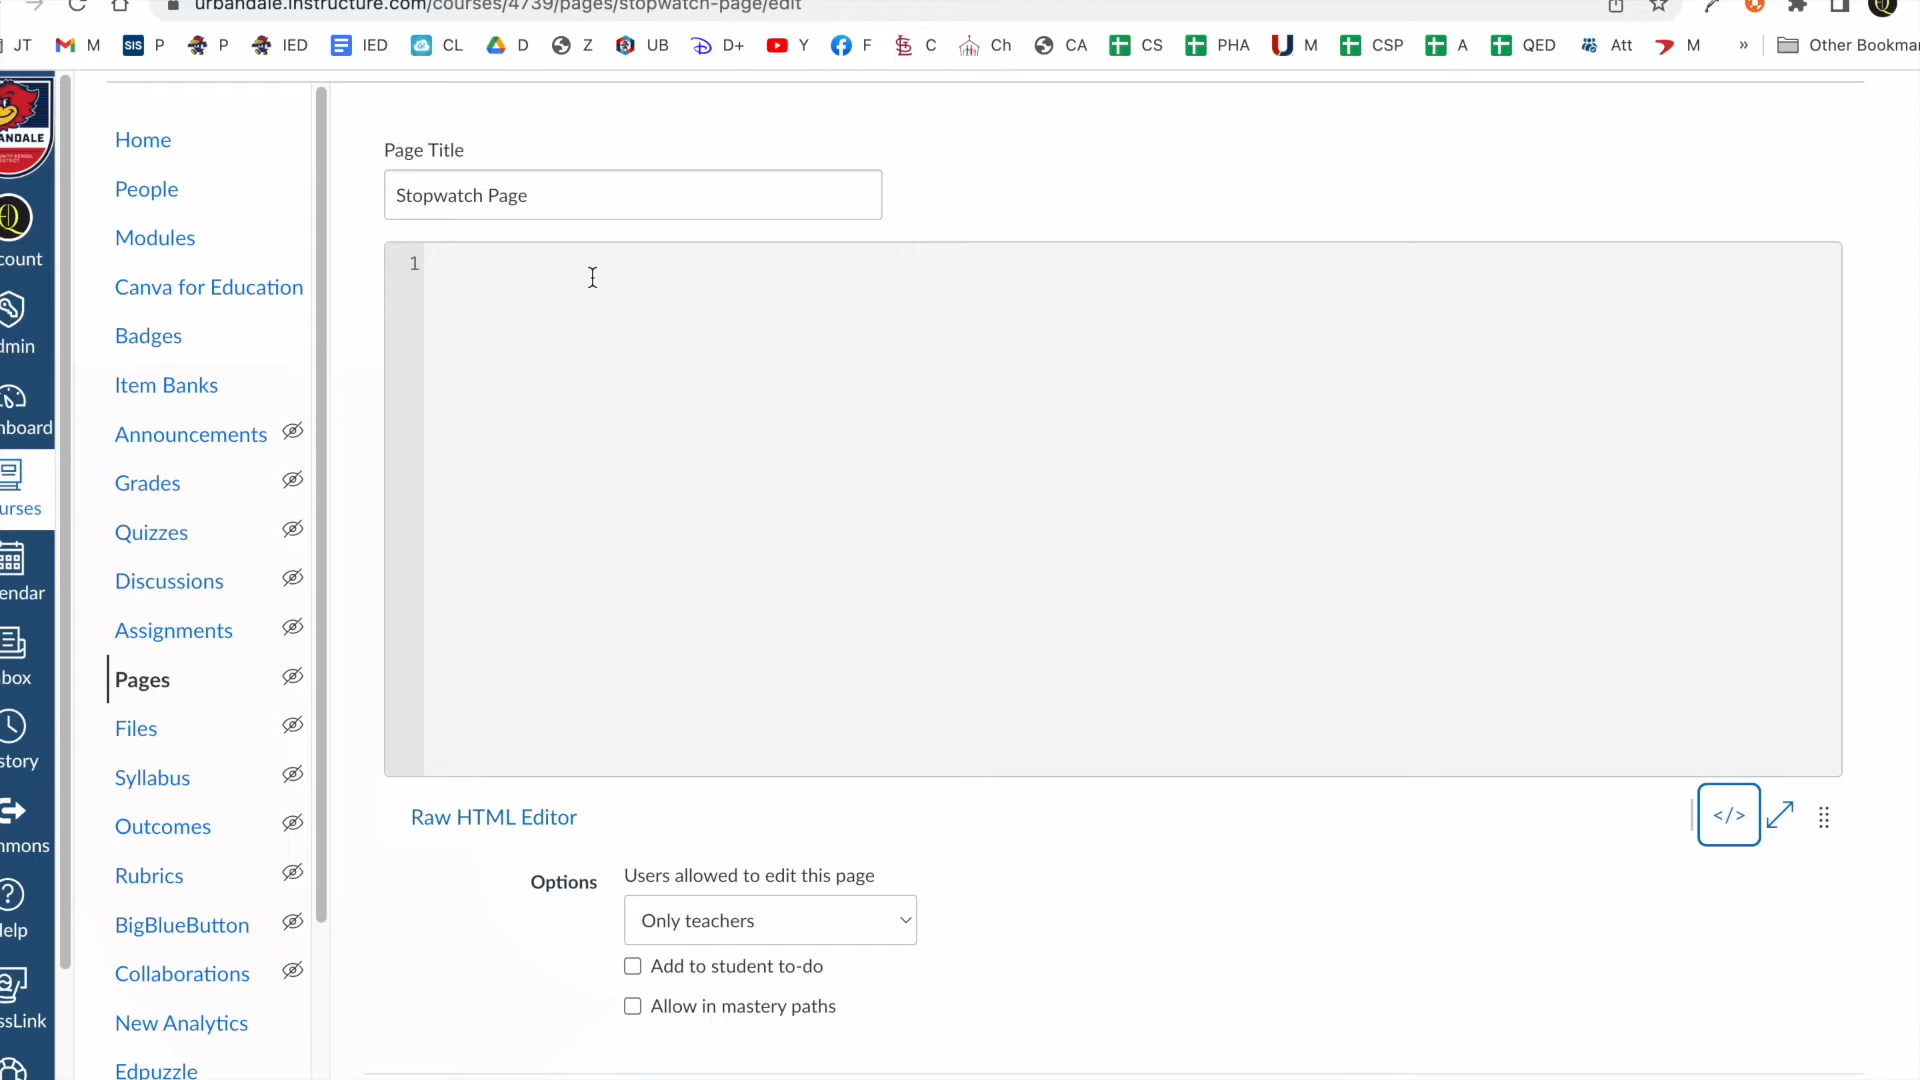 urbandale.instructure.com/courses/4739/pages/stopwatch-page/edit
JT M SIS P P IED IED CL D Z UB D+ Y F C Ch CA CS PHA M CSP A QED Att M » Other Bookmar
ANDALE
count
dmin
hboard
urses
endar
box
story
mmons
elp
ssLink
Home
People
Modules
Canva for Education
Badges
Item Banks
Announcements
Grades
Quizzes
Discussions
Assignments
Pages
Files
Syllabus
Outcomes
Rubrics
BigBlueButton
Collaborations
New Analytics
Edpuzzle
Page Title
Stopwatch Page
1
Raw HTML Editor
</>
Options
Users allowed to edit this page
Only teachers
Add to student to-do
Allow in mastery paths